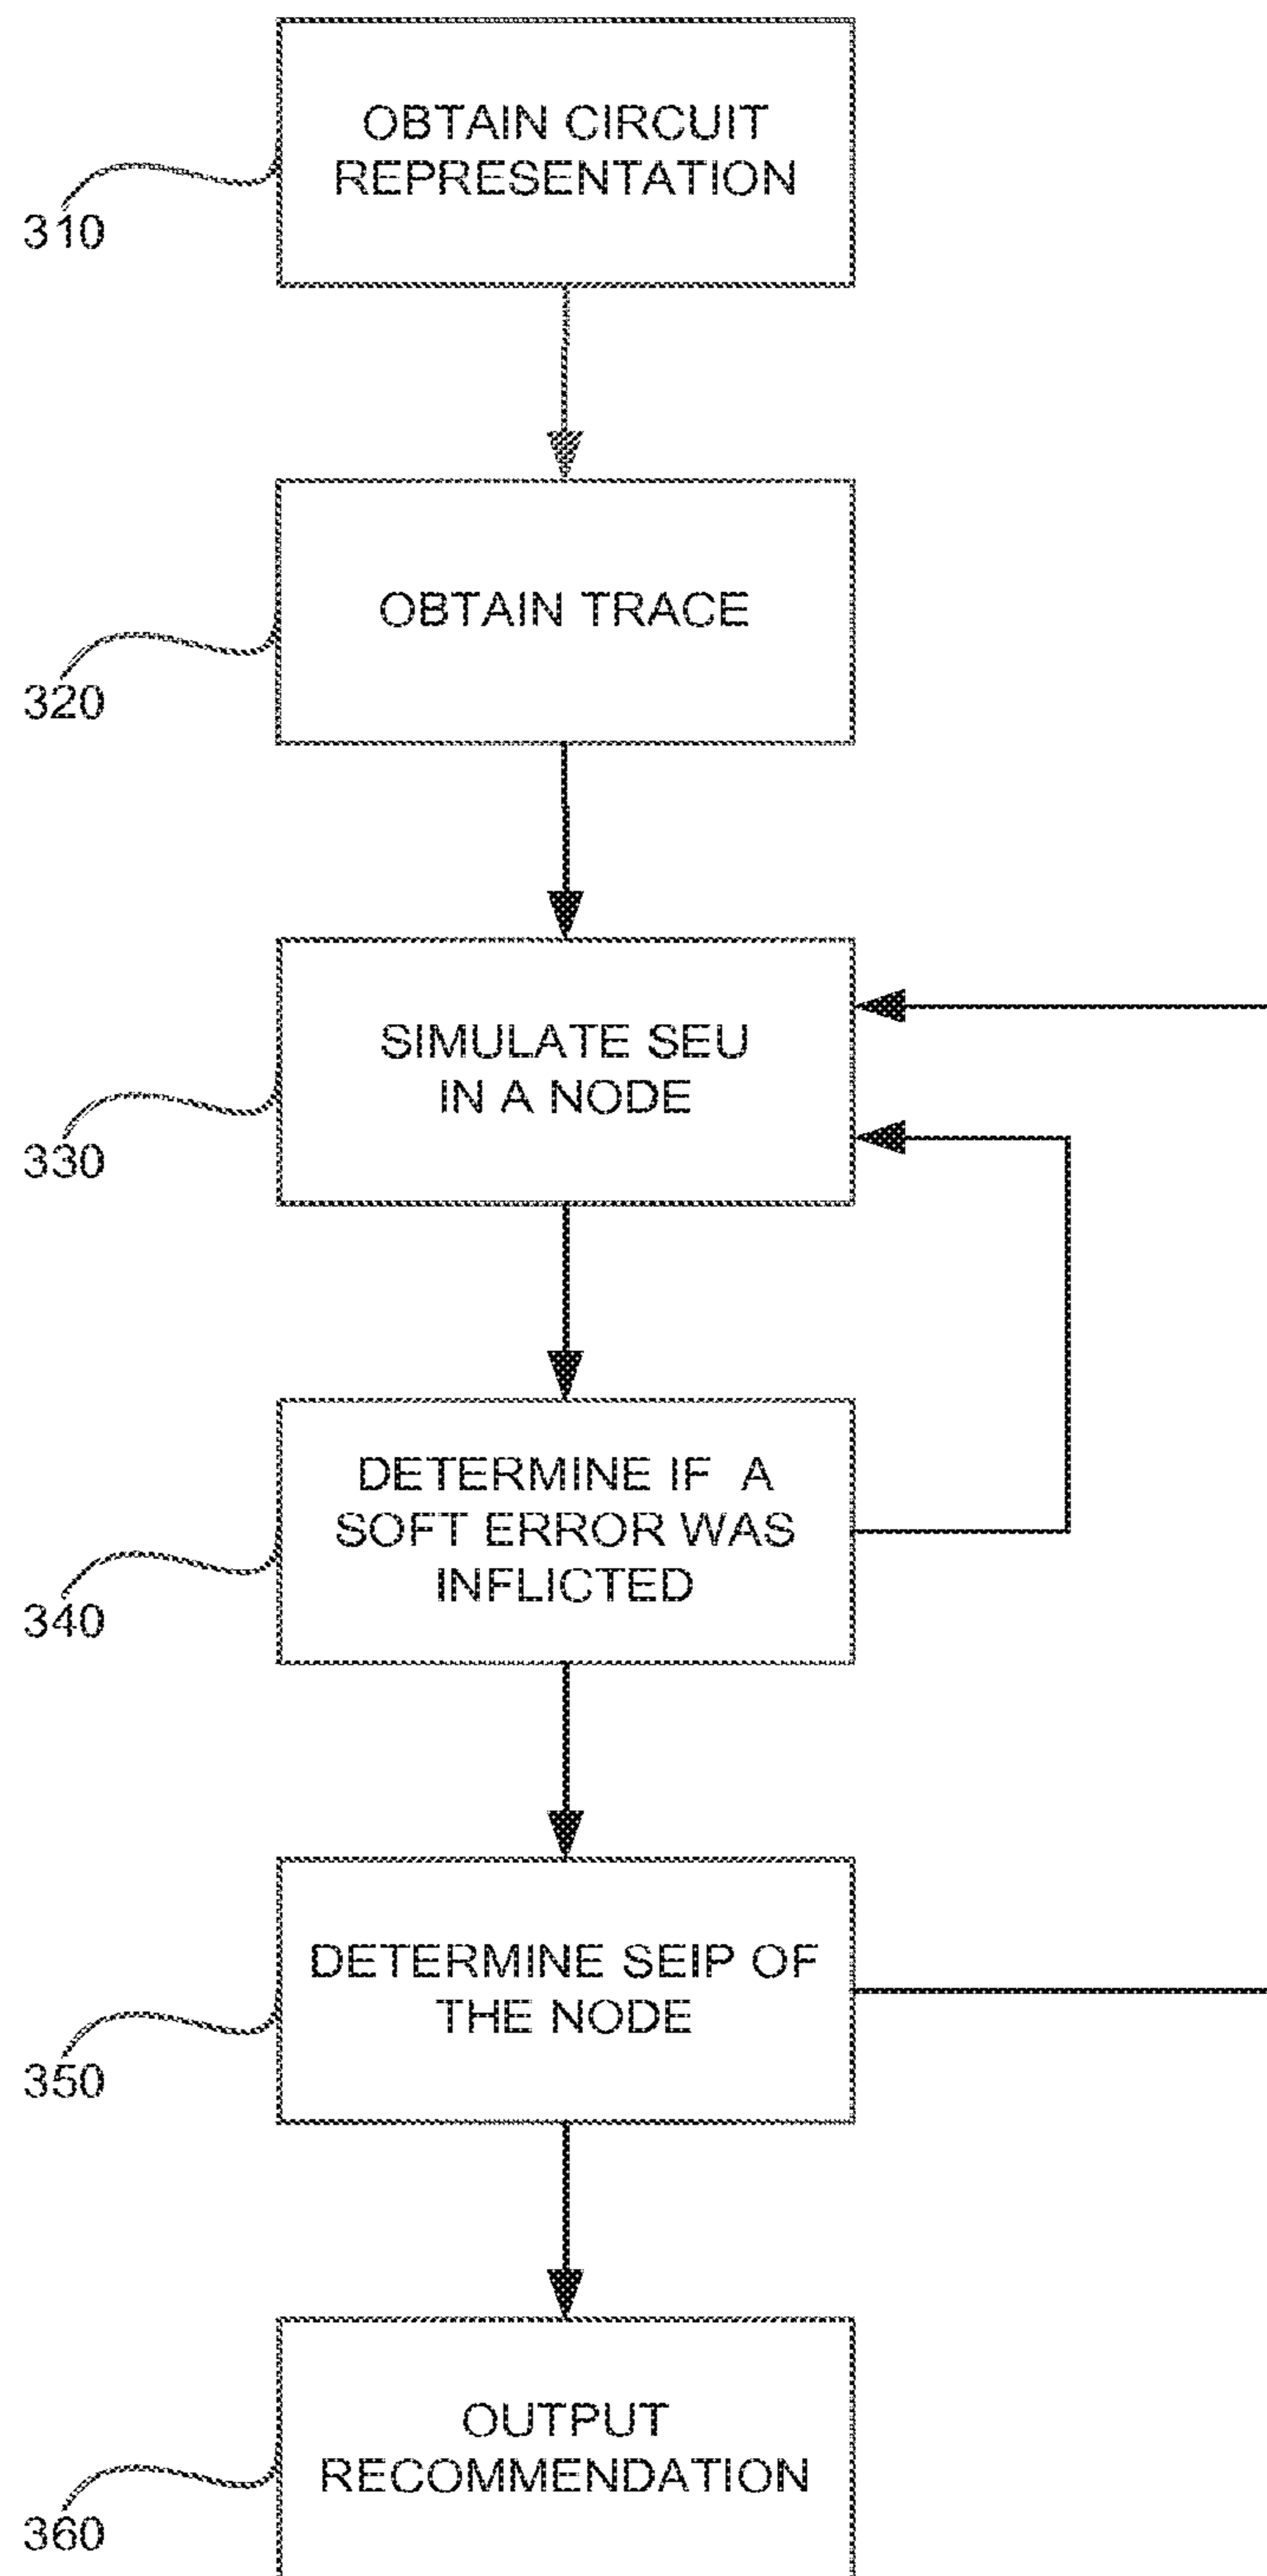 OBTAIN CIRCUIT
REPRESENTATION
310
OBTAIN TRACE
320
SIMULATE SEU
IN A NODE
330
DETERMINE IF A
SOFT ERROR WAS
INFLICTED
340
DETERMINE SEIP OF
THE NODE
350
OUTPUT
RECOMMENDATION
360